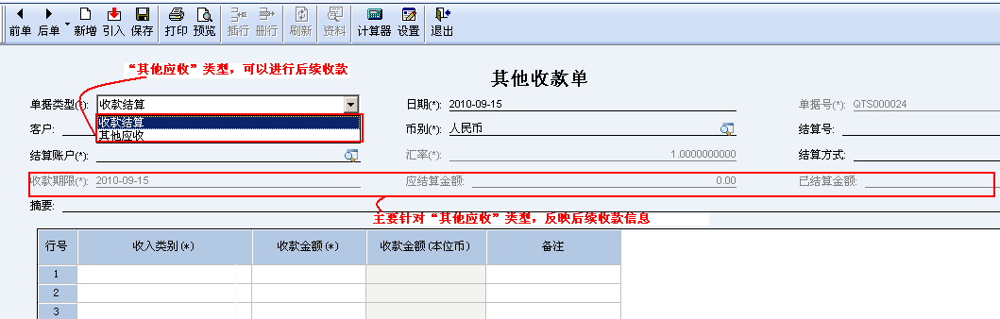 前单 后单 新增 引入 保存 打印 预览 插行 删行 刷新 资料 计算器 设置 退出
“其他应收”类型，可以进行后续收款
其他收款单
单据类型(*): 收款结算 日期(*): 2010-09-15 单据号(*): QTS000024
收款结算
其他应收
客户: 币别(*): 人民币 结算号:
结算账户(*): 汇率(*): 1.0000000000 结算方式:
收款期限(*): 2010-09-15 应结算金额: 0.00 已结算金额:
摘要:
主要针对“其他应收”类型，反映后续收款信息
行号 收入类别(*) 收款金额(*) 收款金额(本位币) 备注
1
2
3